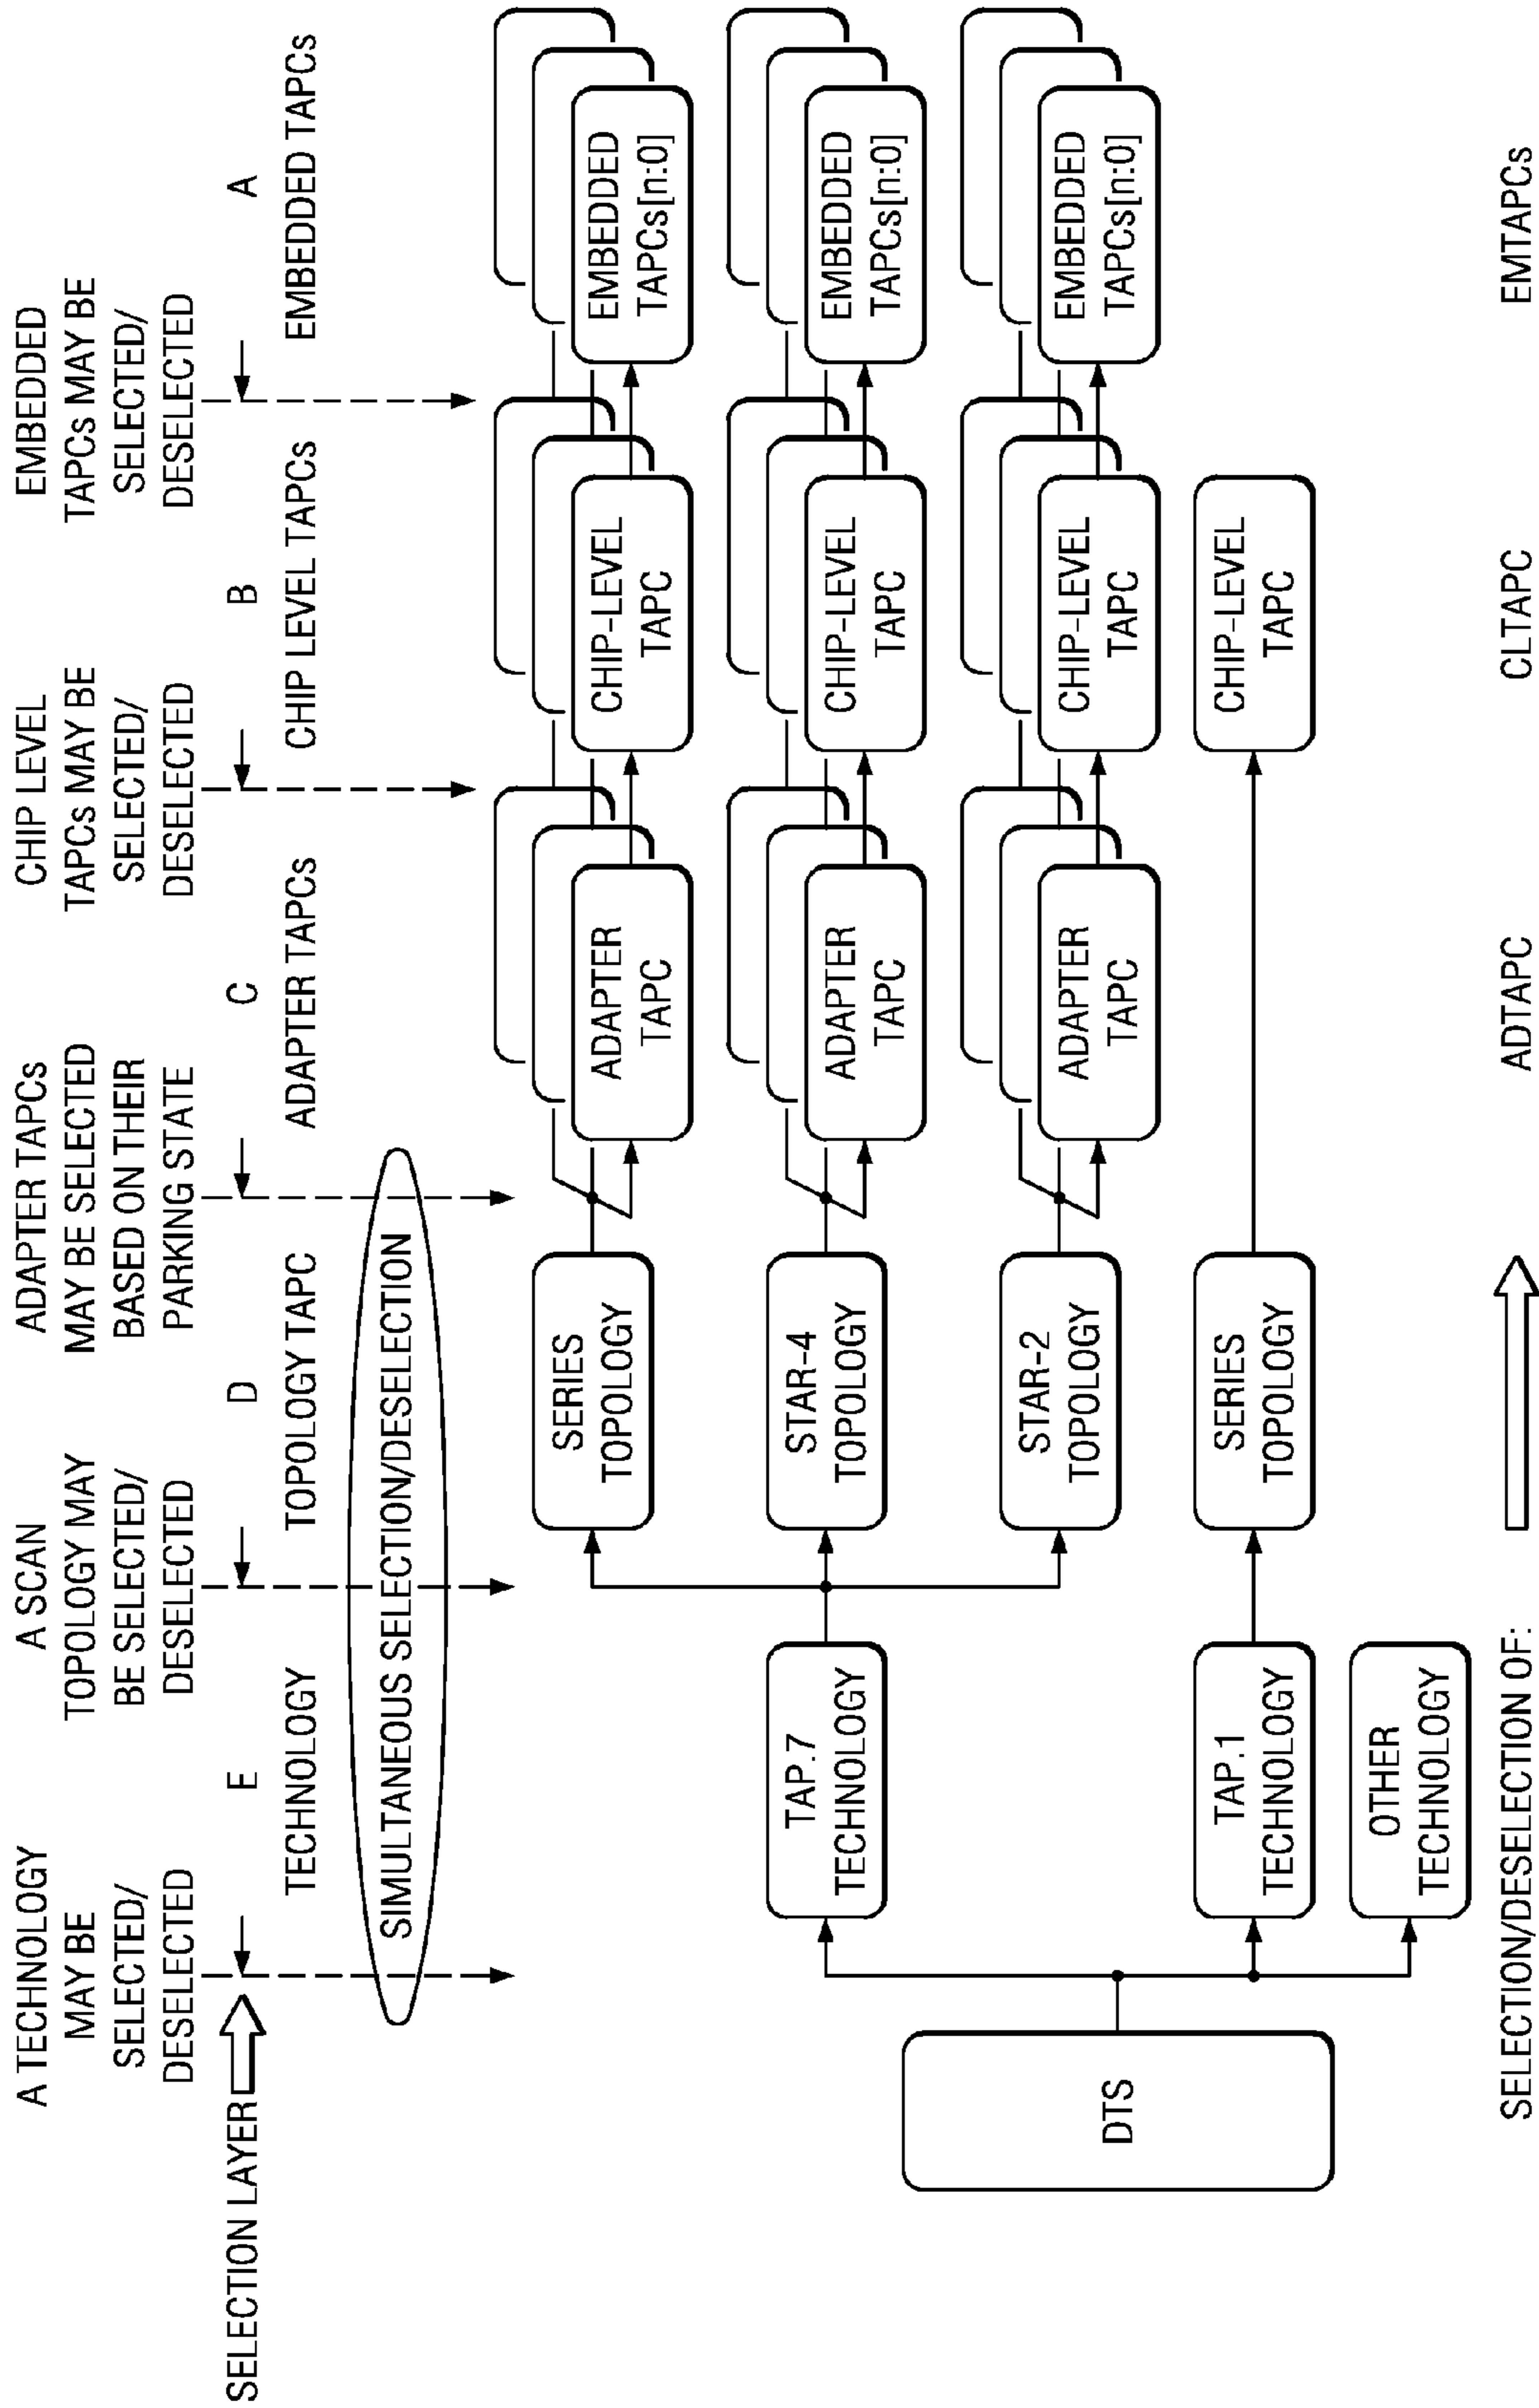 A TECHNOLOGY
MAY BE
SELECTED/
DESELECTED
A SCAN
TOPOLOGY MAY
BE SELECTED/
DESELECTED
ADAPTER TAPCs
MAY BE SELECTED
BASED ON THEIR
PARKING STATE
CHIP LEVEL
TAPCs MAY BE
SELECTED/
DESELECTED
EMBEDDED
TAPCs MAY BE
SELECTED/
DESELECTED
SELECTION LAYER
E
D
C
B
A
TECHNOLOGY
TOPOLOGY TAPC
ADAPTER TAPCs
CHIP LEVEL TAPCs
EMBEDDED TAPCs
SIMULTANEOUS SELECTION/DESELECTION
SERIES
TOPOLOGY
ADAPTER
TAPC
CHIP-LEVEL
TAPC
EMBEDDED
TAPCs[n:0]
TAP.7
TECHNOLOGY
STAR-4
TOPOLOGY
ADAPTER
TAPC
CHIP-LEVEL
TAPC
EMBEDDED
TAPCs[n:0]
STAR-2
TOPOLOGY
ADAPTER
TAPC
CHIP-LEVEL
TAPC
EMBEDDED
TAPCs[n:0]
DTS
TAP.1
TECHNOLOGY
SERIES
TOPOLOGY
CHIP-LEVEL
TAPC
OTHER
TECHNOLOGY
SELECTION/DESELECTION OF:
ADTAPC
CLTAPC
EMTAPCs